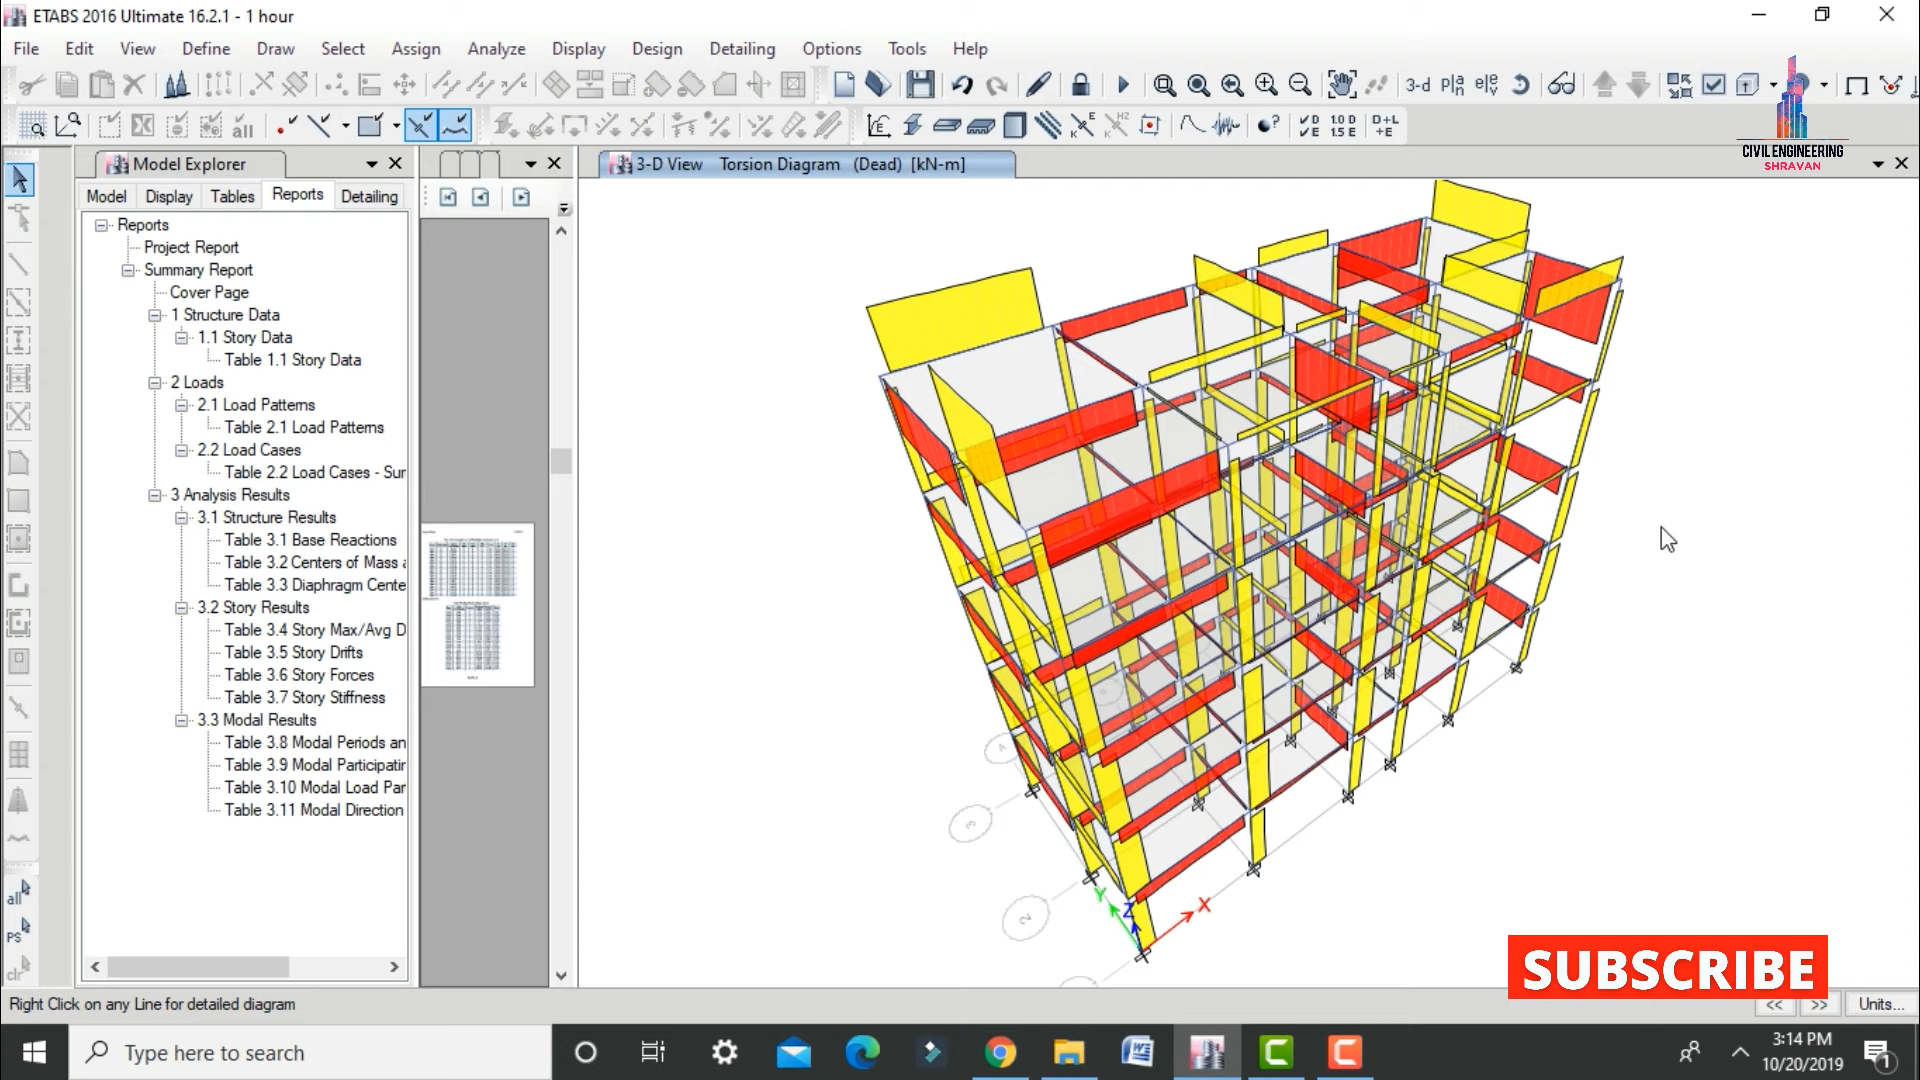 ETABS 2016 Ultimate 16.2.1 - 1 hour
File Edit View Define Draw Select Assign Analyze Display Design Detailing Options Tools Help
3-d
all
CIVIL ENGINEERING
SHRAVAN
Model Explorer
3-D View Torsion Diagram (Dead) [kN-m]
Model Display Tables Reports Detailing
Reports
Project Report
Summary Report
Cover Page
1 Structure Data
1.1 Story Data
Table 1.1 Story Data
2 Loads
2.1 Load Patterns
Table 2.1 Load Patterns
2.2 Load Cases
Table 2.2 Load Cases - Sur
3 Analysis Results
3.1 Structure Results
Table 3.1 Base Reactions
Table 3.2 Centers of Mass
Table 3.3 Diaphragm Cente
3.2 Story Results
Table 3.4 Story Max/Avg D
Table 3.5 Story Drifts
Table 3.6 Story Forces
Table 3.7 Story Stiffness
3.3 Modal Results
Table 3.8 Modal Periods an
Table 3.9 Modal Participatir
Table 3.10 Modal Load Par
Table 3.11 Modal Direction
all
PS
clr
3
2
Y
Z
X
SUBSCRIBE
Right Click on any Line for detailed diagram
<< >> Units...
Type here to search
3:14 PM
10/20/2019
1